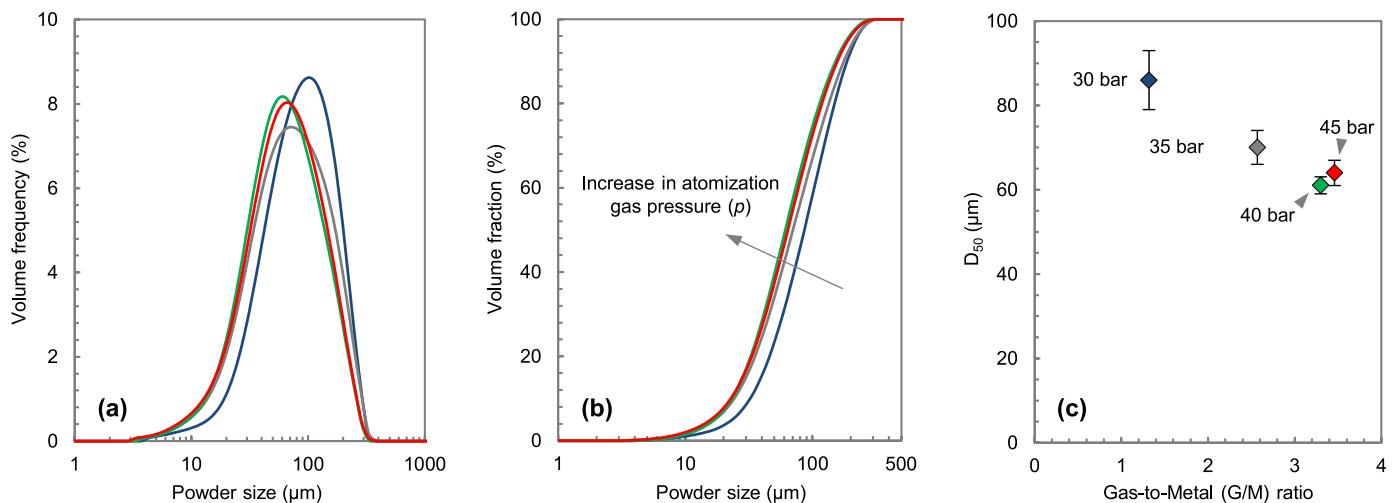 10
8
6
4
2
0
Volume frequency (%)
(a)
1
10
100
1000
Powder size (µm)
100
80
60
40
20
0
Volume fraction (%)
Increase in atomization
gas pressure (p)
(b)
1
10
100
500
Powder size (µm)
100
80
60
40
20
0
D50 (µm)
30 bar
35 bar
45 bar
40 bar
(c)
0
1
2
3
4
Gas-to-Metal (G/M) ratio